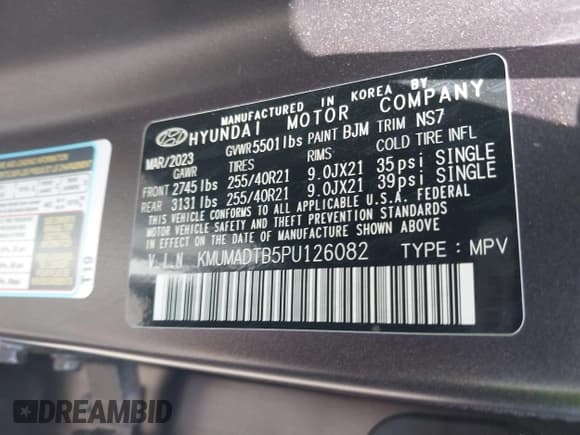 MANUFACTURED IN KOREA BY
HYUNDAI MOTOR COMPANY
MAR/2023 GVWR 5501 lbs PAINT BJM TRIM NS7
GAWR TIRES RIMS COLD TIRE INFL
FRONT 2745 lbs 255/40R21 9.0JX21 35psi SINGLE
REAR 3131 lbs 255/40R21 9.0JX21 39psi SINGLE
THIS VEHICLE CONFORMS TO ALL APPLICABLE U.S.A. FEDERAL
MOTOR VEHICLE SAFETY, BUMPER, AND THEFT PREVENTION STANDARDS
IN EFFECT ON THE DATE OF MANUFACTURE SHOWN ABOVE
V.I.N KMUMADTB5PU126082 TYPE : MPV
T10
DREAMBID